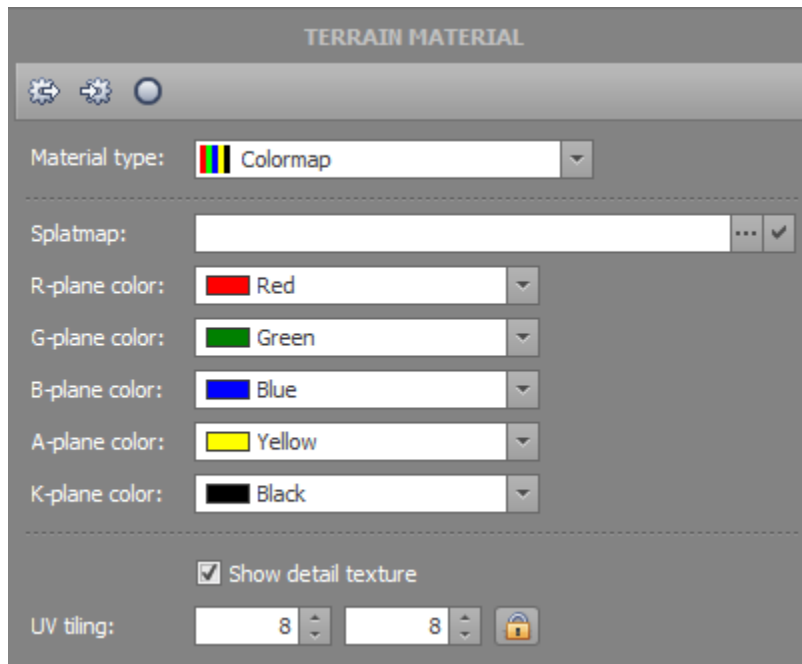 TERRAIN MATERIAL
Material type: Colormap
Splatmap:
R-plane color: Red
G-plane color: Green
B-plane color: Blue
A-plane color: Yellow
K-plane color: Black
Show detail texture
UV tiling: 8 8